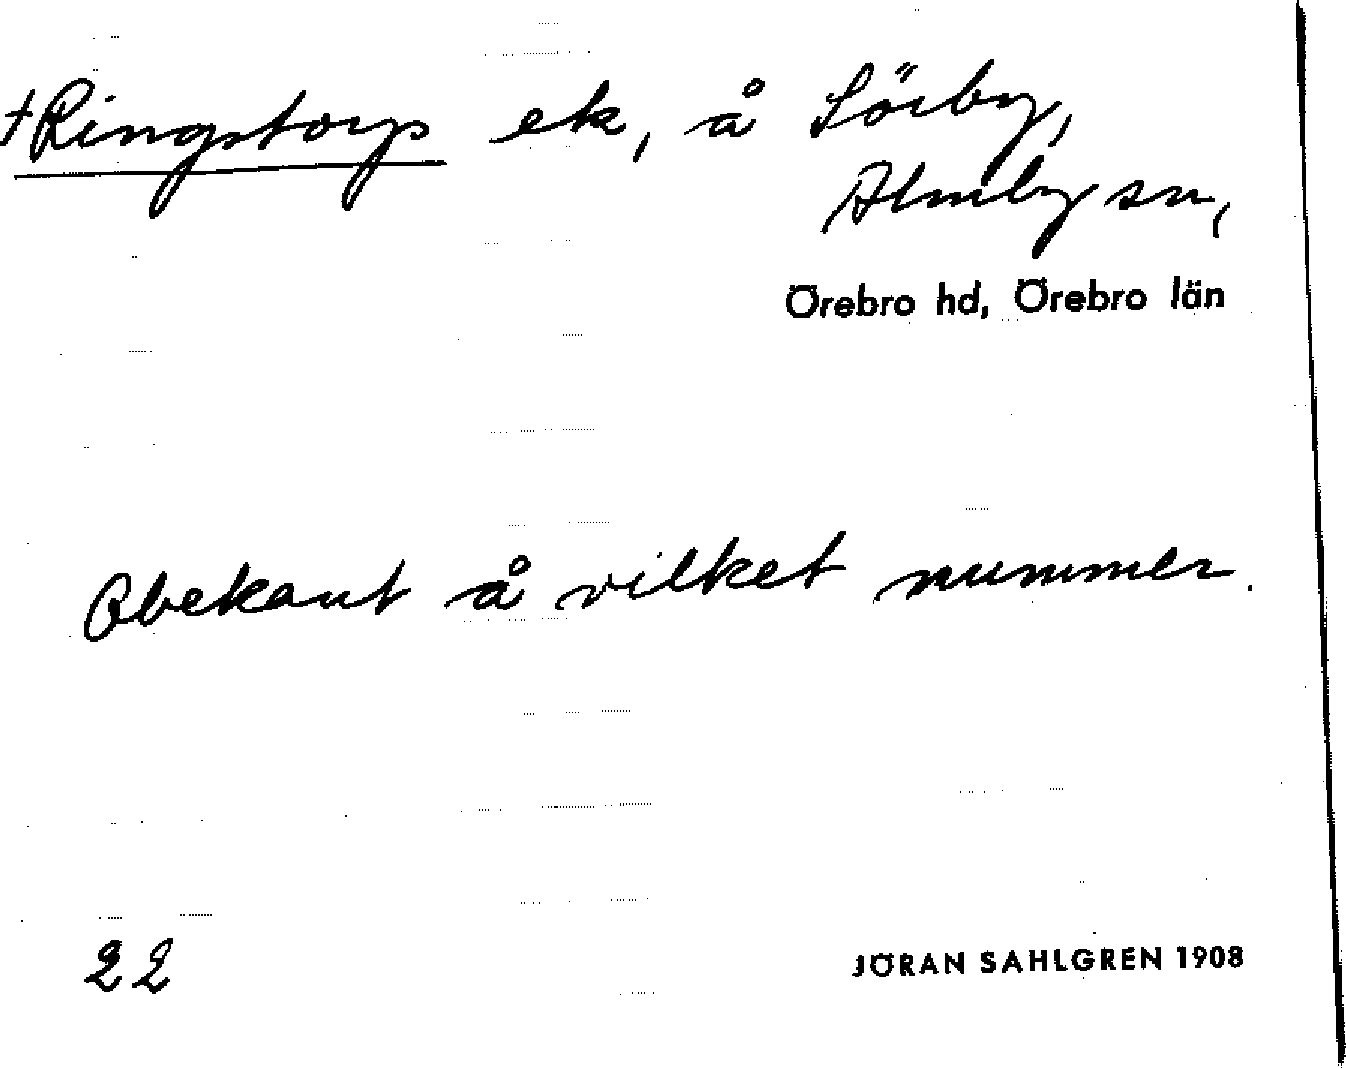 †Ringstorp ek, å Sörby,
Almby sn,
Örebro hd, Örebro län
Obekant å vilket nummer.
22
JÖRAN SAHLGREN 1908